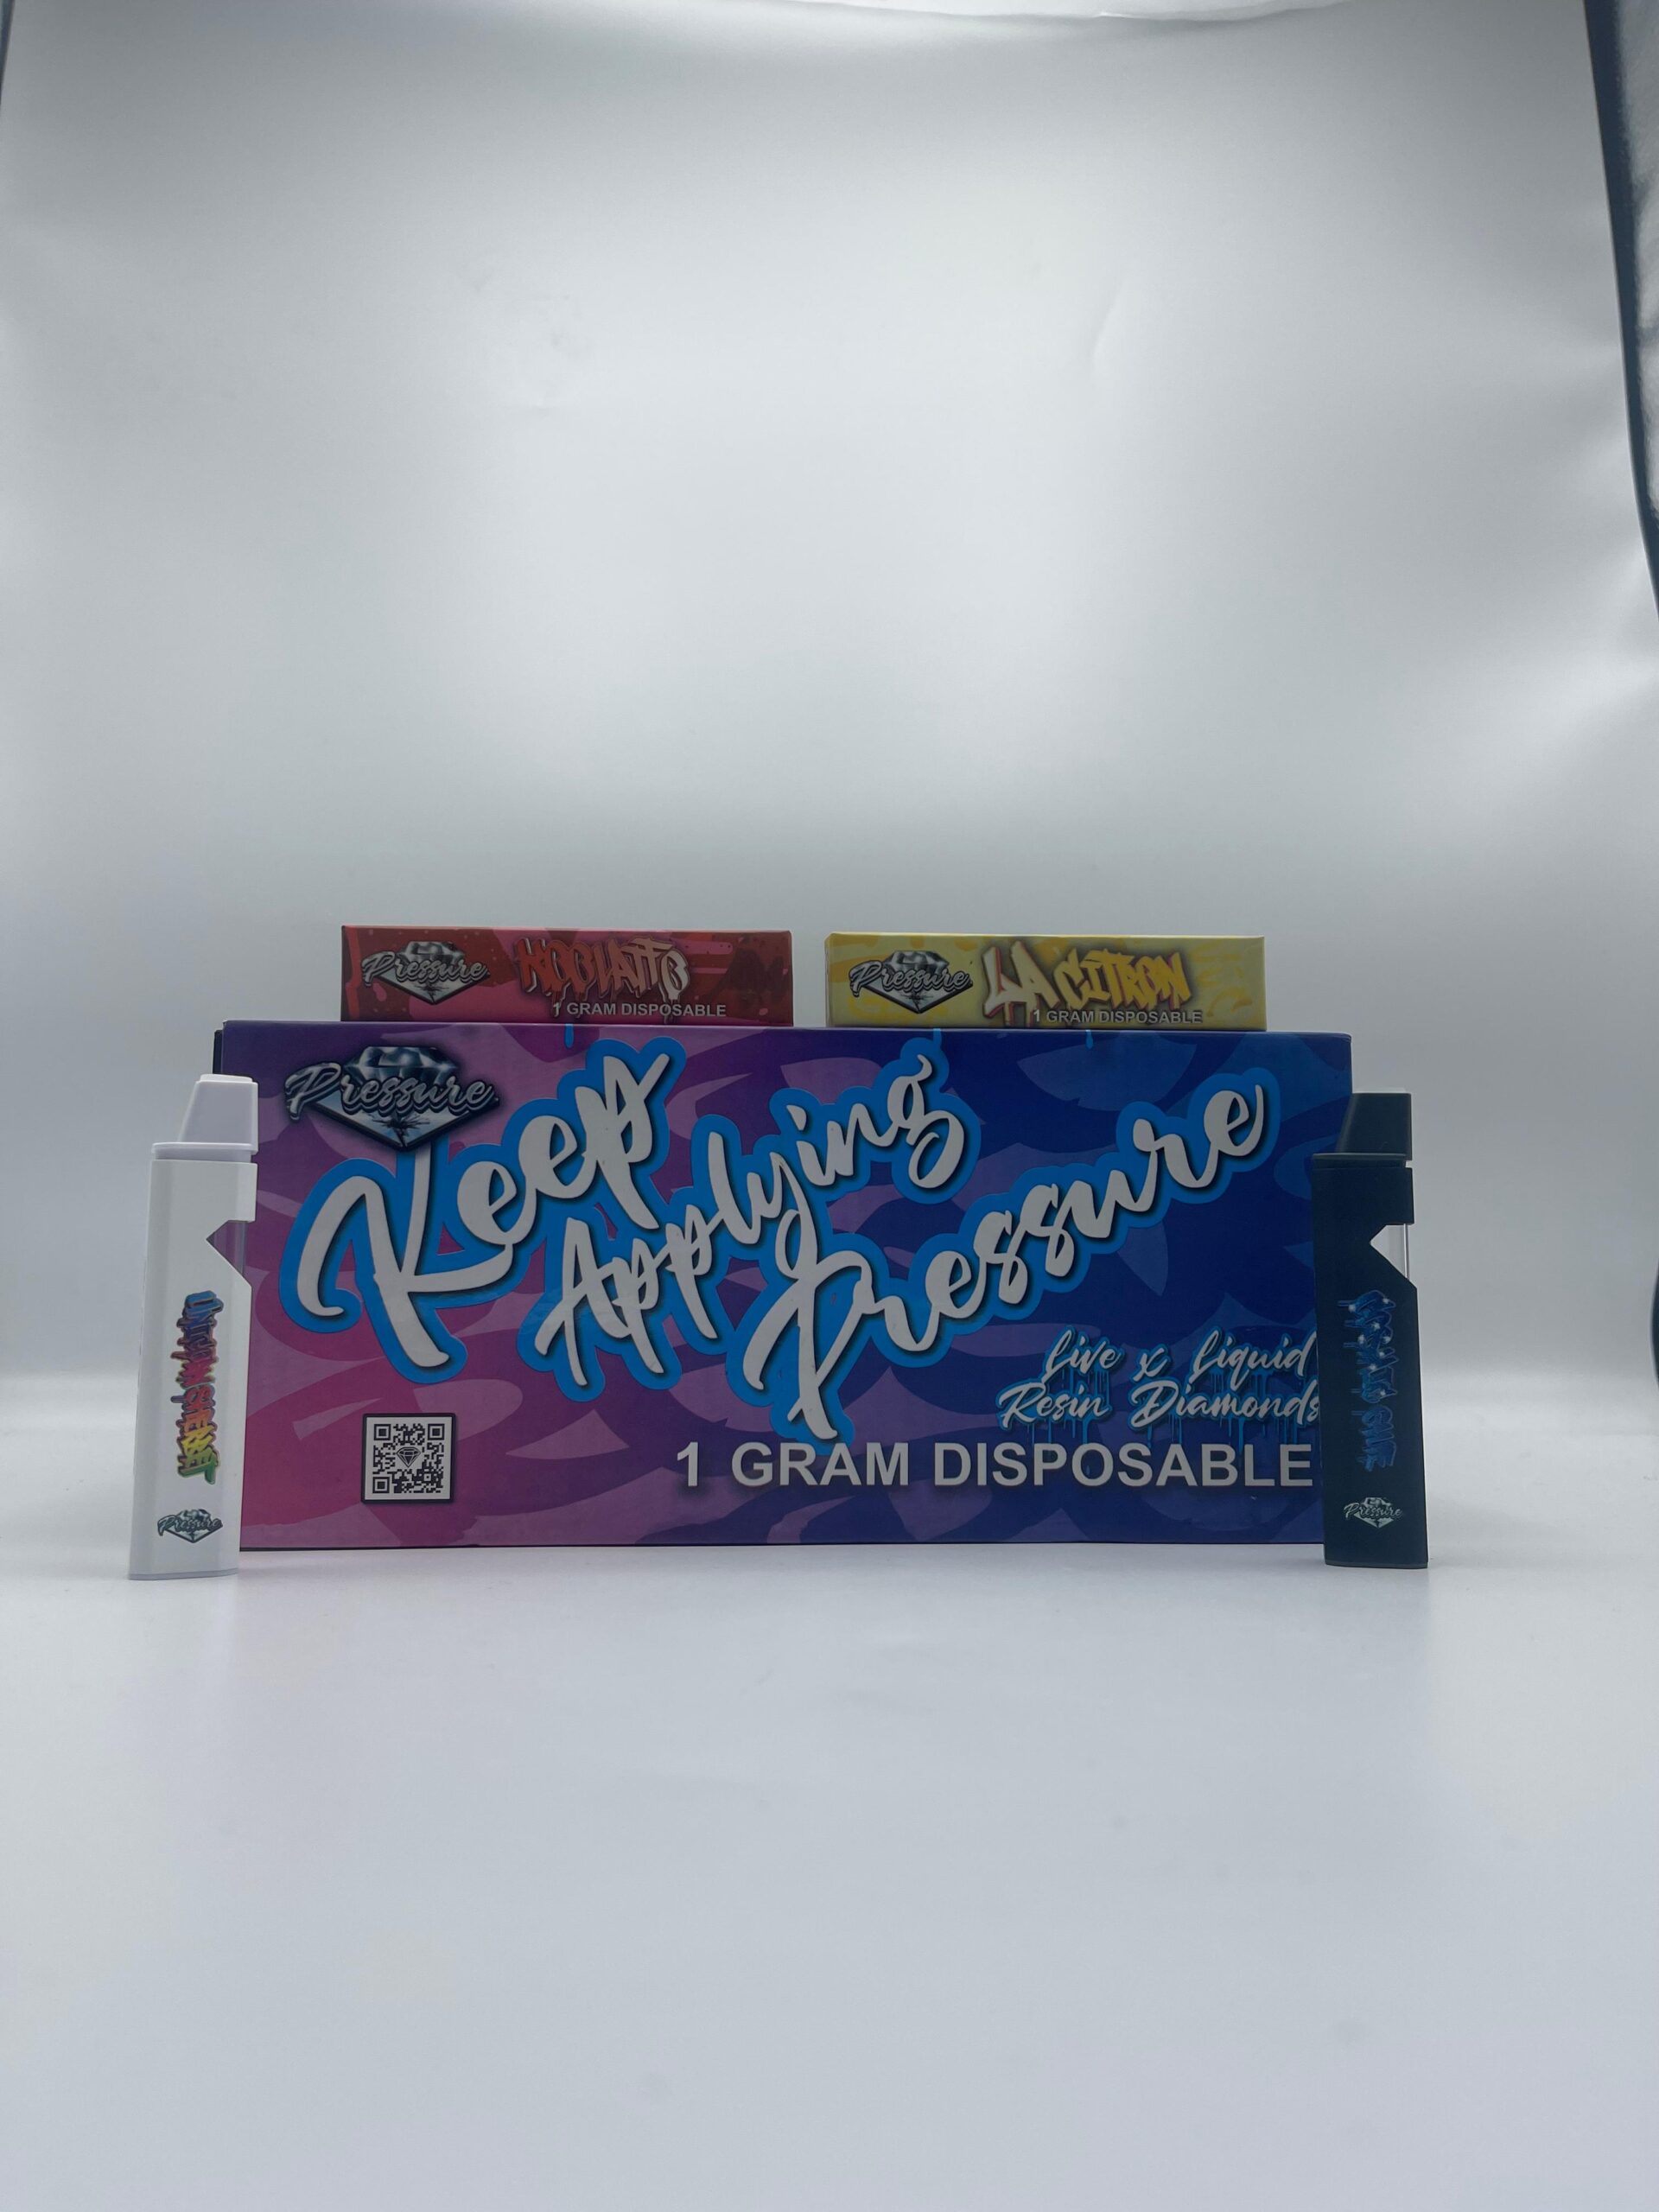 Pressure
1 GRAM DISPOSABLE
Pressure
LA CITRON
1 GRAM DISPOSABLE
Pressure
Keep
Applying
Pressure
Live x Liquid
Resin Diamonds
1 GRAM DISPOSABLE
Pressure
Pressure